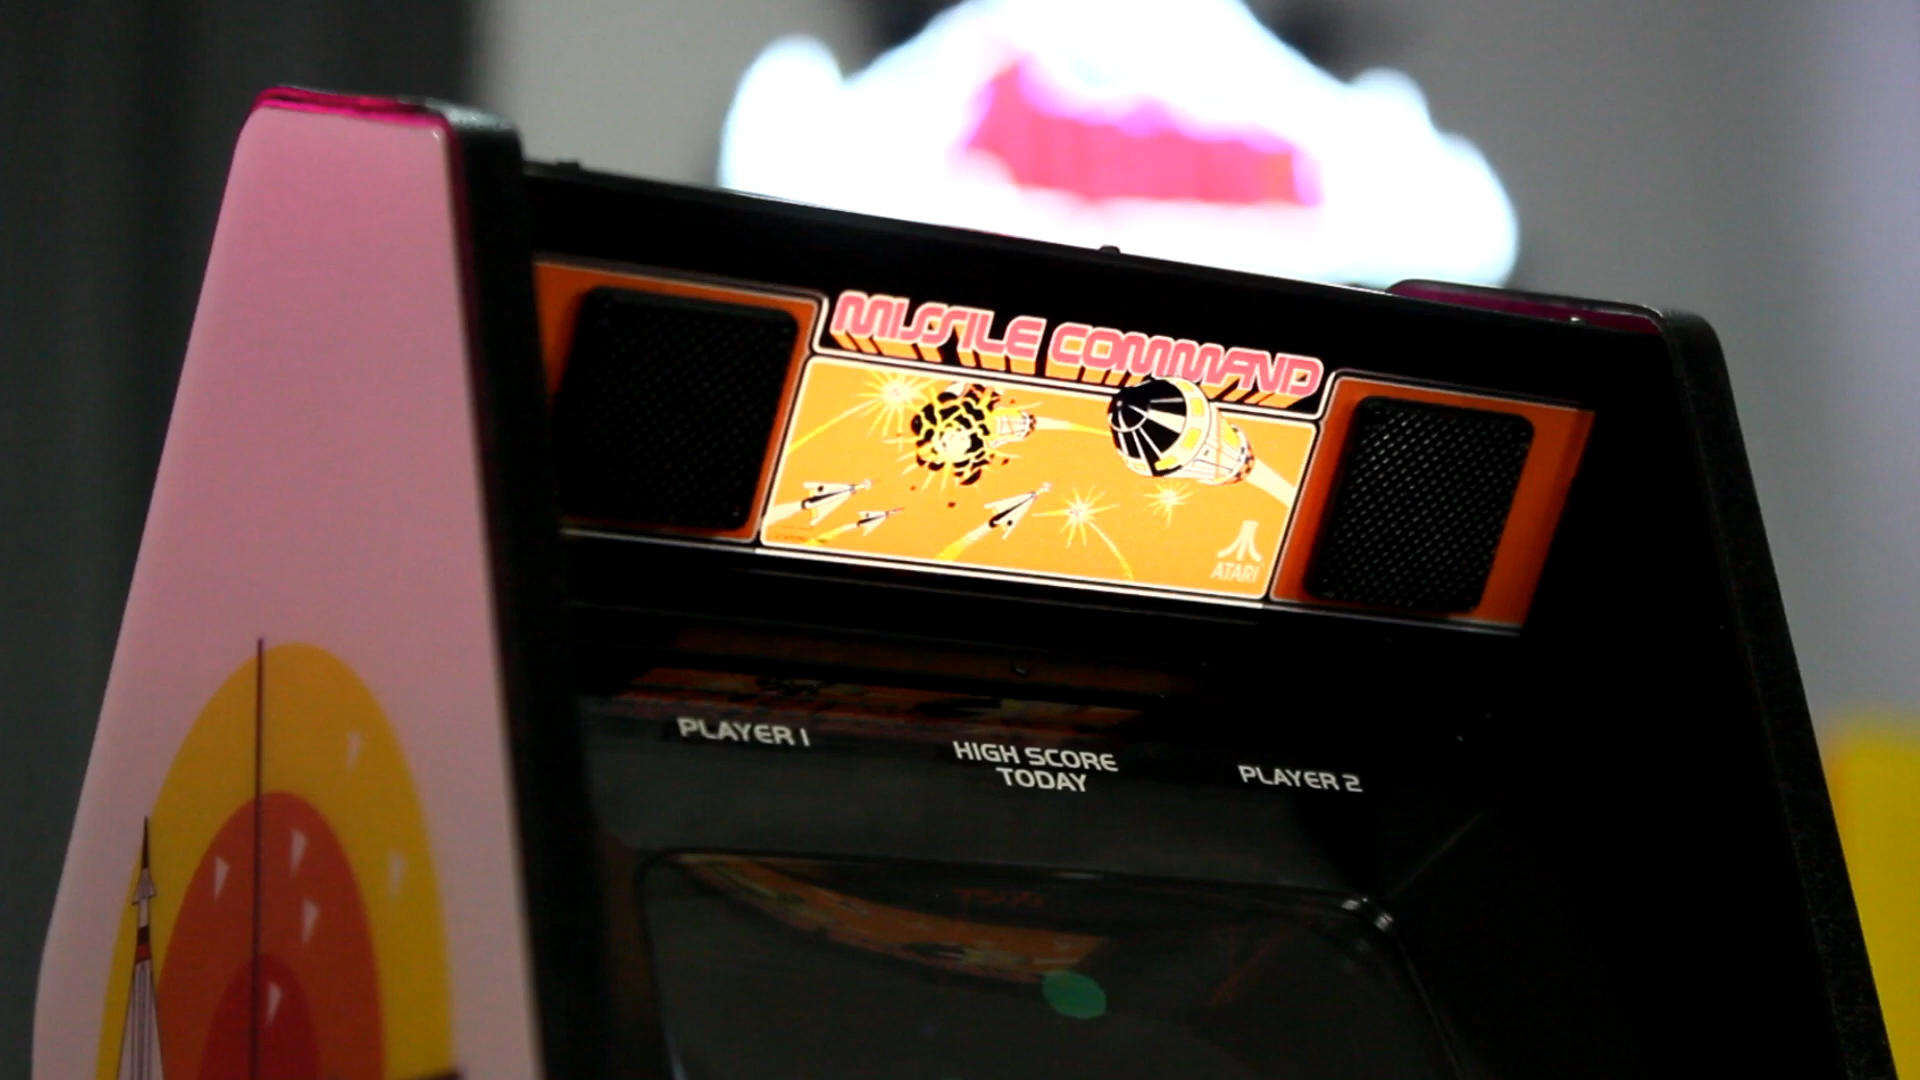 MISSILE COMMAND
ATARI
PLAYER 1
HIGH SCORE
TODAY
PLAYER 2